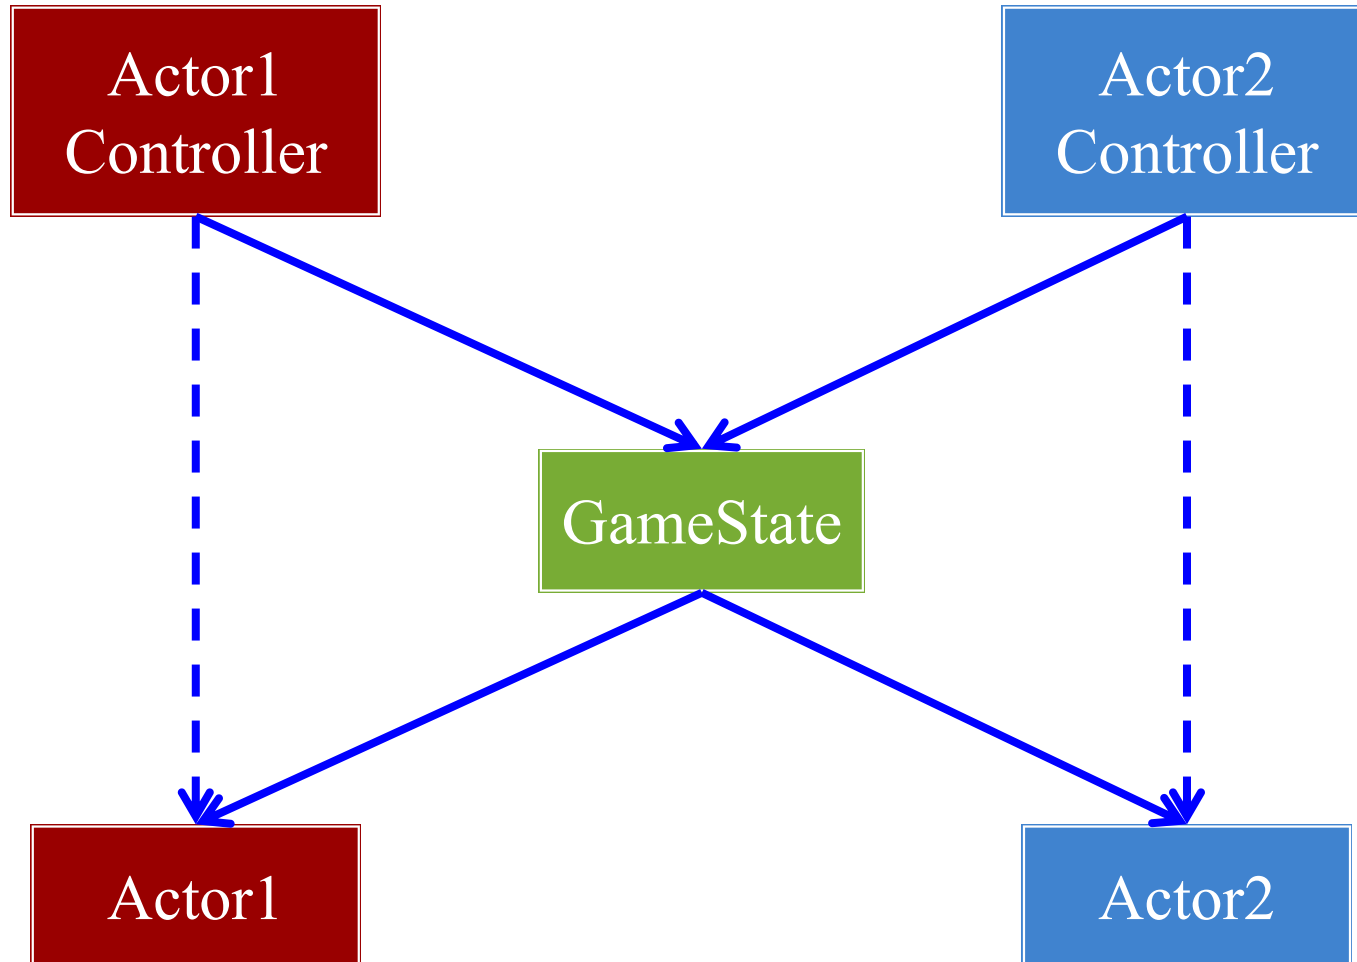 Actor1
Controller
Actor2
Controller
GameState
Actor1
Actor2